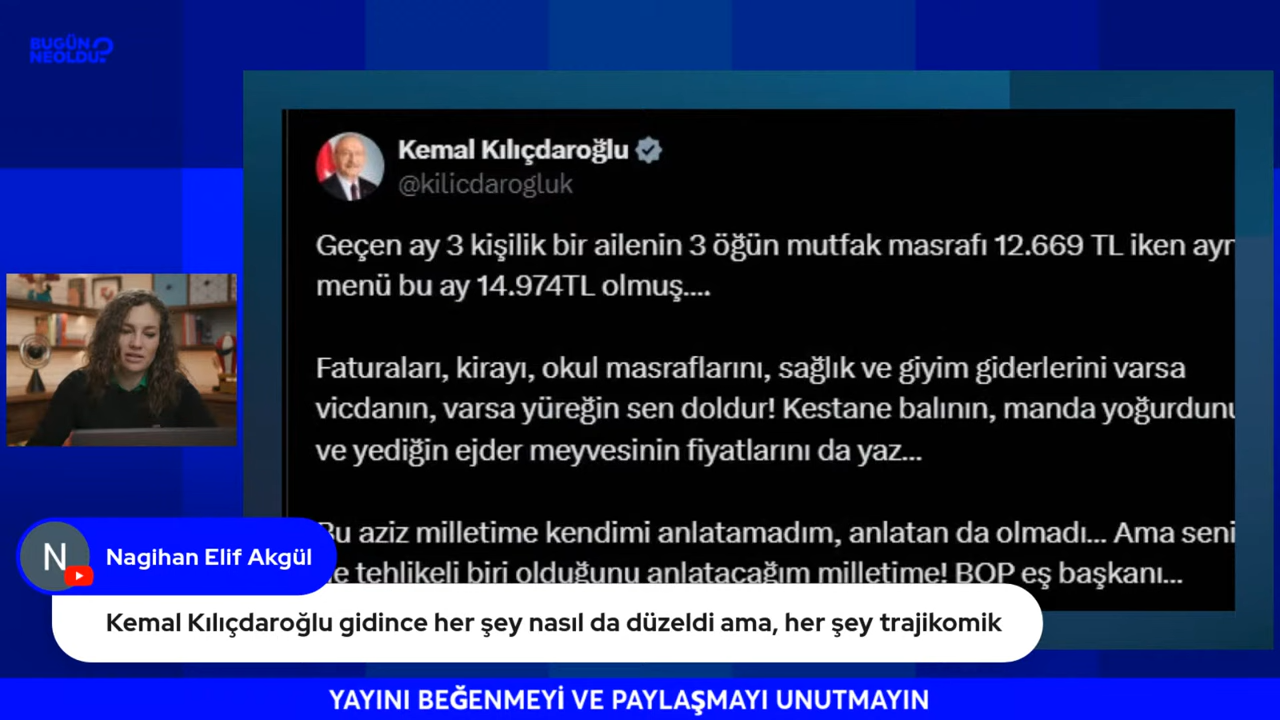 BUGÜN
NEOLDU?
Kemal Kılıçdaroğlu
@kilicdarogluk
Geçen ay 3 kişilik bir ailenin 3 öğün mutfak masrafı 12.669 TL iken
menü bu ay 14.974TL olmuş....
Faturaları, kirayı, okul masraflarını, sağlık ve giyim giderlerini varsa
vicdanın, varsa yüreğin sen doldur! Kestane balının, manda yoğurdunu
ve yediğin ejder meyvesinin fiyatlarını da yaz...
Bu aziz milletime kendimi anlatamadım, anlatan da olmadı... Ama seni
tehlikeli biri olduğunu anlatacağım milletime! BOP eş başkanı...
N
Nagihan Elif Akgül
Kemal Kılıçdaroğlu gidince her şey nasıl da düzeldi ama, her şey trajikomik
YAYINI BEĞENMEYİ VE PAYLAŞMAYI UNUTMAYIN